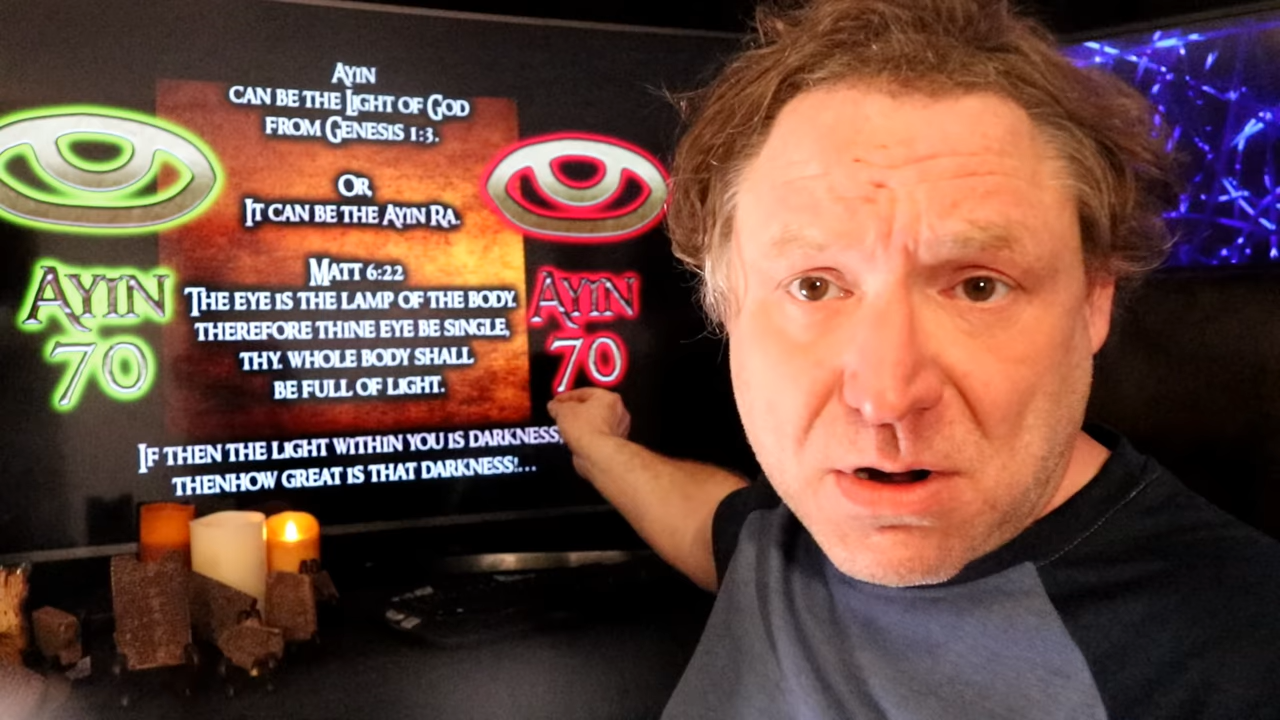 Ayin
can be the Light of God
from Genesis 1:3.
Or
It can be the Ayin Ra.
Matt 6:22
The eye is the lamp of the body.
therefore thine eye be single,
thy. whole body shall
be full of light.
Ayin
70
Ayin
70
If then the light within you is darkness,
thenhow great is that darkness!...